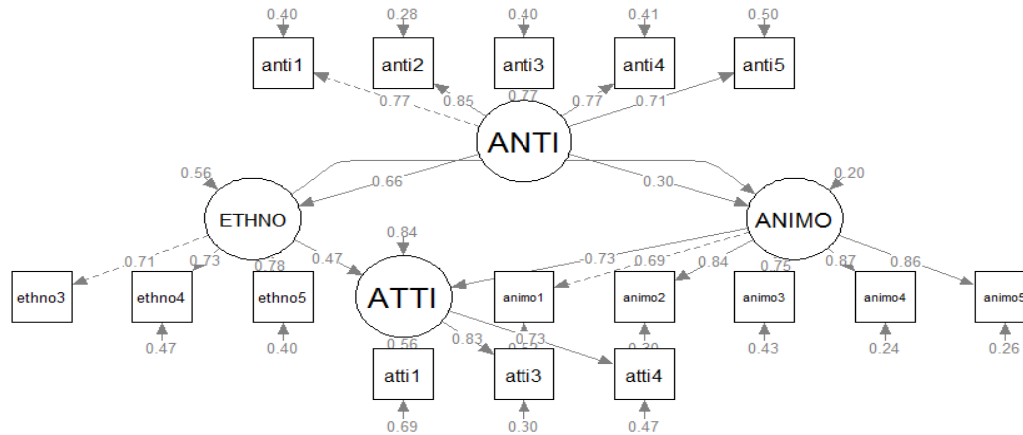 0.40 0.28 0.40 0.41 0.50
anti1 anti2 anti3 anti4 anti5
0.77 0.85 0.77 0.77 0.71
ANTI
0.56 0.66 0.30 0.20
ETHNO ANIMO
0.84
0.71 0.73 0.78 0.47 -0.73 0.69 0.84 0.75 0.87 0.86
ethno3 ethno4 ethno5 ATTI animo1 animo2 animo3 animo4 animo5
0.47 0.40 0.56 0.83 0.73 0.43 0.24 0.26
atti1 atti3 atti4
0.69 0.30 0.47